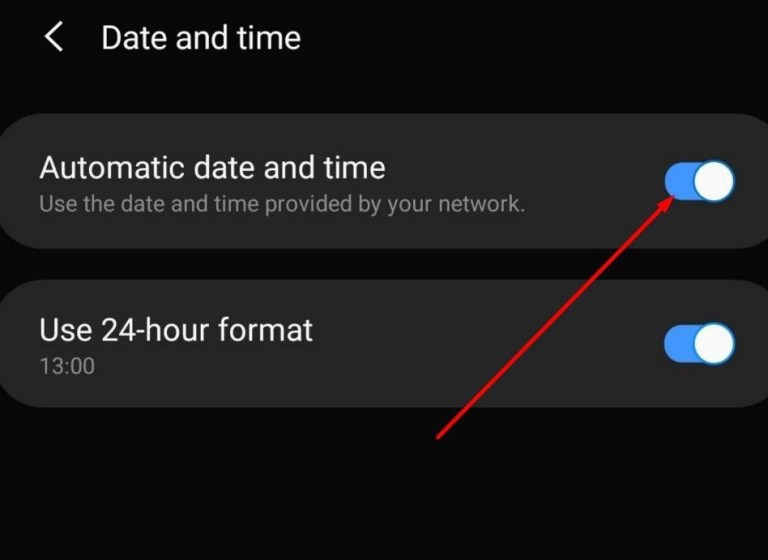 Date and time
Automatic date and time
Use the date and time provided by your network.
Use 24-hour format
13:00